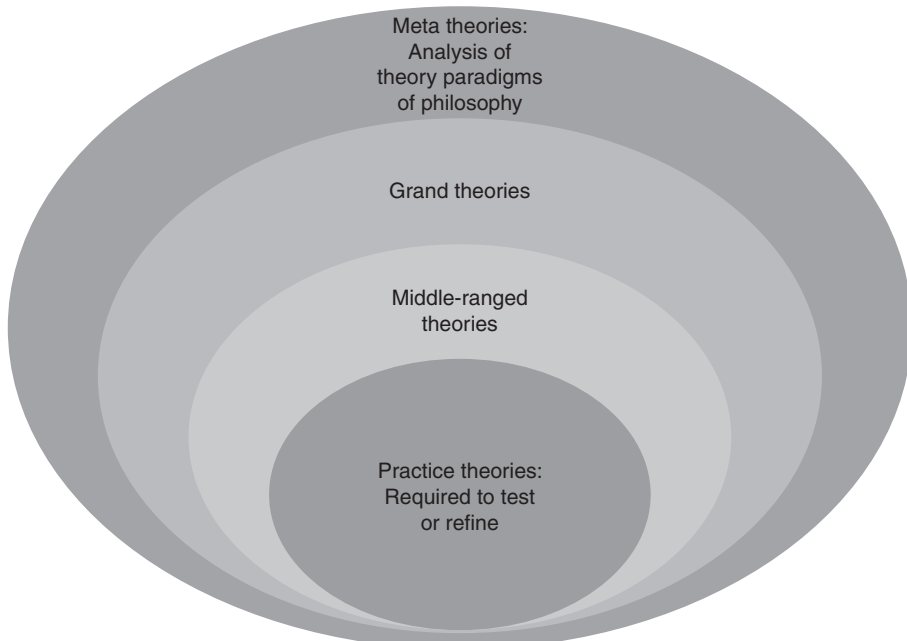 Meta theories:
Analysis of
theory paradigms
of philosophy
Grand theories
Middle-ranged
theories
Practice theories:
Required to test
or refine